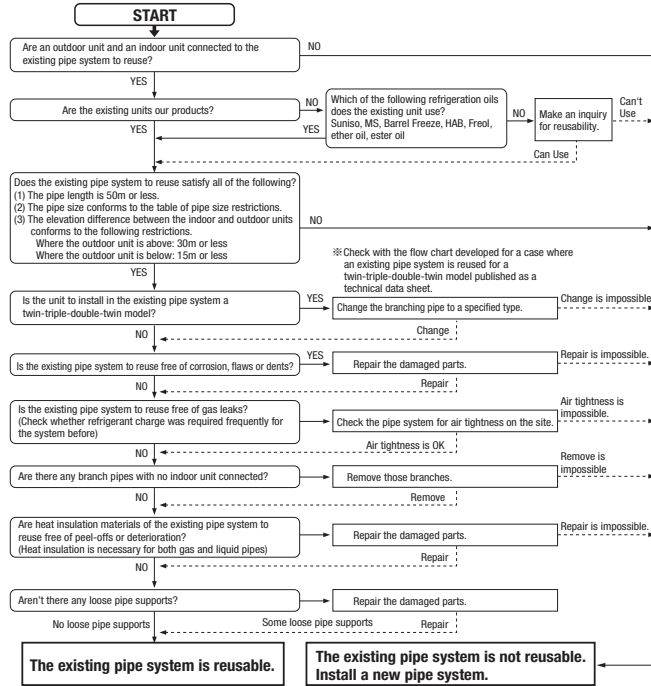 START
Are an outdoor unit and an indoor unit connected to the
existing pipe system to reuse?
NO
YES
Are the existing units our products?
NO
Which of the following refrigeration oils
does the existing unit use?
Suniso, MS, Barrel Freeze, HAB, Freol,
ether oil, ester oil
NO
Make an inquiry
for reusability.
Can't
Use
YES
YES
Can Use
Does the existing pipe system to reuse satisfy all of the following?
(1) The pipe length is 50m or less.
(2) The pipe size conforms to the table of pipe size restrictions.
(3) The elevation difference between the indoor and outdoor units
conforms to the following restrictions.
Where the outdoor unit is above: 30m or less
Where the outdoor unit is below: 15m or less
NO
YES
※Check with the flow chart developed for a case where
an existing pipe system is reused for a
twin-triple-double-twin model published as a
technical data sheet.
Is the unit to install in the existing pipe system a
twin-triple-double-twin model?
YES
Change the branching pipe to a specified type.
Change is impossible.
NO
Change
Is the existing pipe system to reuse free of corrosion, flaws or dents?
YES
Repair the damaged parts.
Repair is impossible.
NO
Repair
Is the existing pipe system to reuse free of gas leaks?
(Check whether refrigerant charge was required frequently for
the system before)
Check the pipe system for air tightness on the site.
Air tightness is
impossible.
NO
Air tightness is OK
Are there any branch pipes with no indoor unit connected?
Remove those branches.
Remove is
impossible
NO
Remove
Are heat insulation materials of the existing pipe system to
reuse free of peel-offs or deterioration?
(Heat insulation is necessary for both gas and liquid pipes)
Repair the damaged parts.
Repair is impossible.
NO
Repair
Aren't there any loose pipe supports?
Repair the damaged parts.
No loose pipe supports
Some loose pipe supports
Repair
The existing pipe system is reusable.
The existing pipe system is not reusable.
Install a new pipe system.